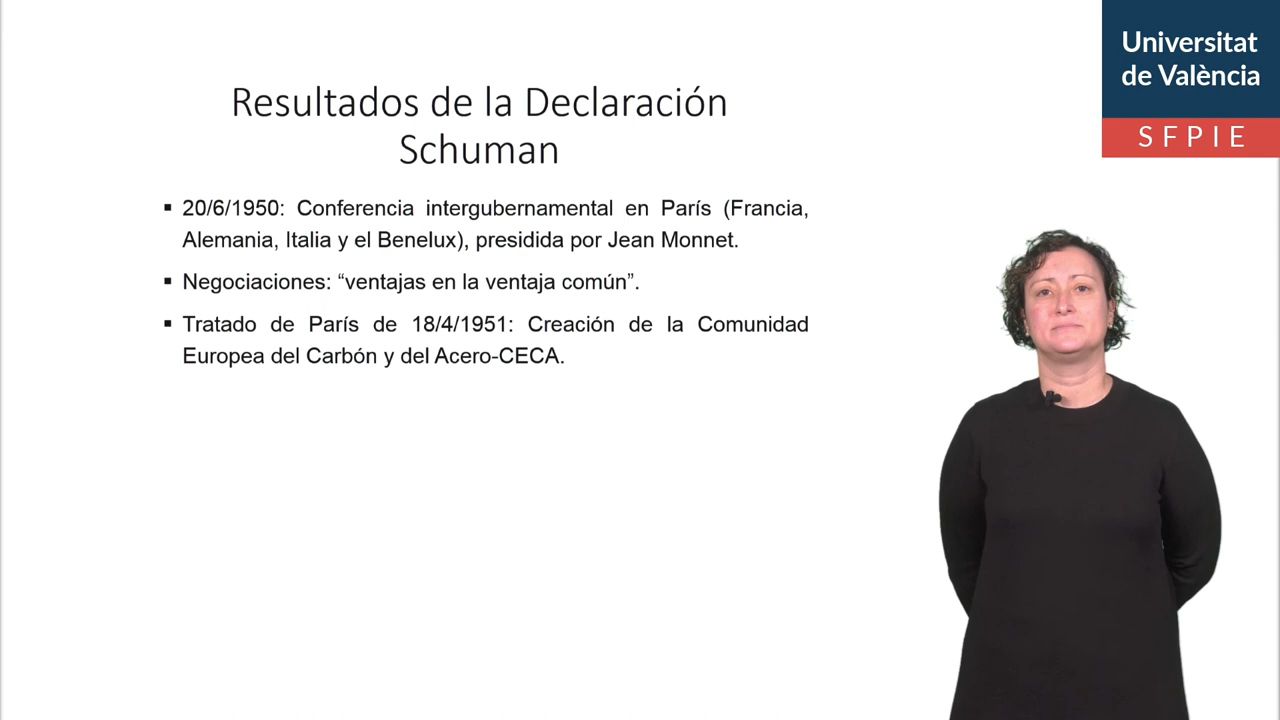 Universitat
de València
SFPIE
Resultados de la Declaración
Schuman
▪ 20/6/1950: Conferencia intergubernamental en París (Francia,
Alemania, Italia y el Benelux), presidida por Jean Monnet.
▪ Negociaciones: “ventajas en la ventaja común”.
▪ Tratado de París de 18/4/1951: Creación de la Comunidad
Europea del Carbón y del Acero-CECA.